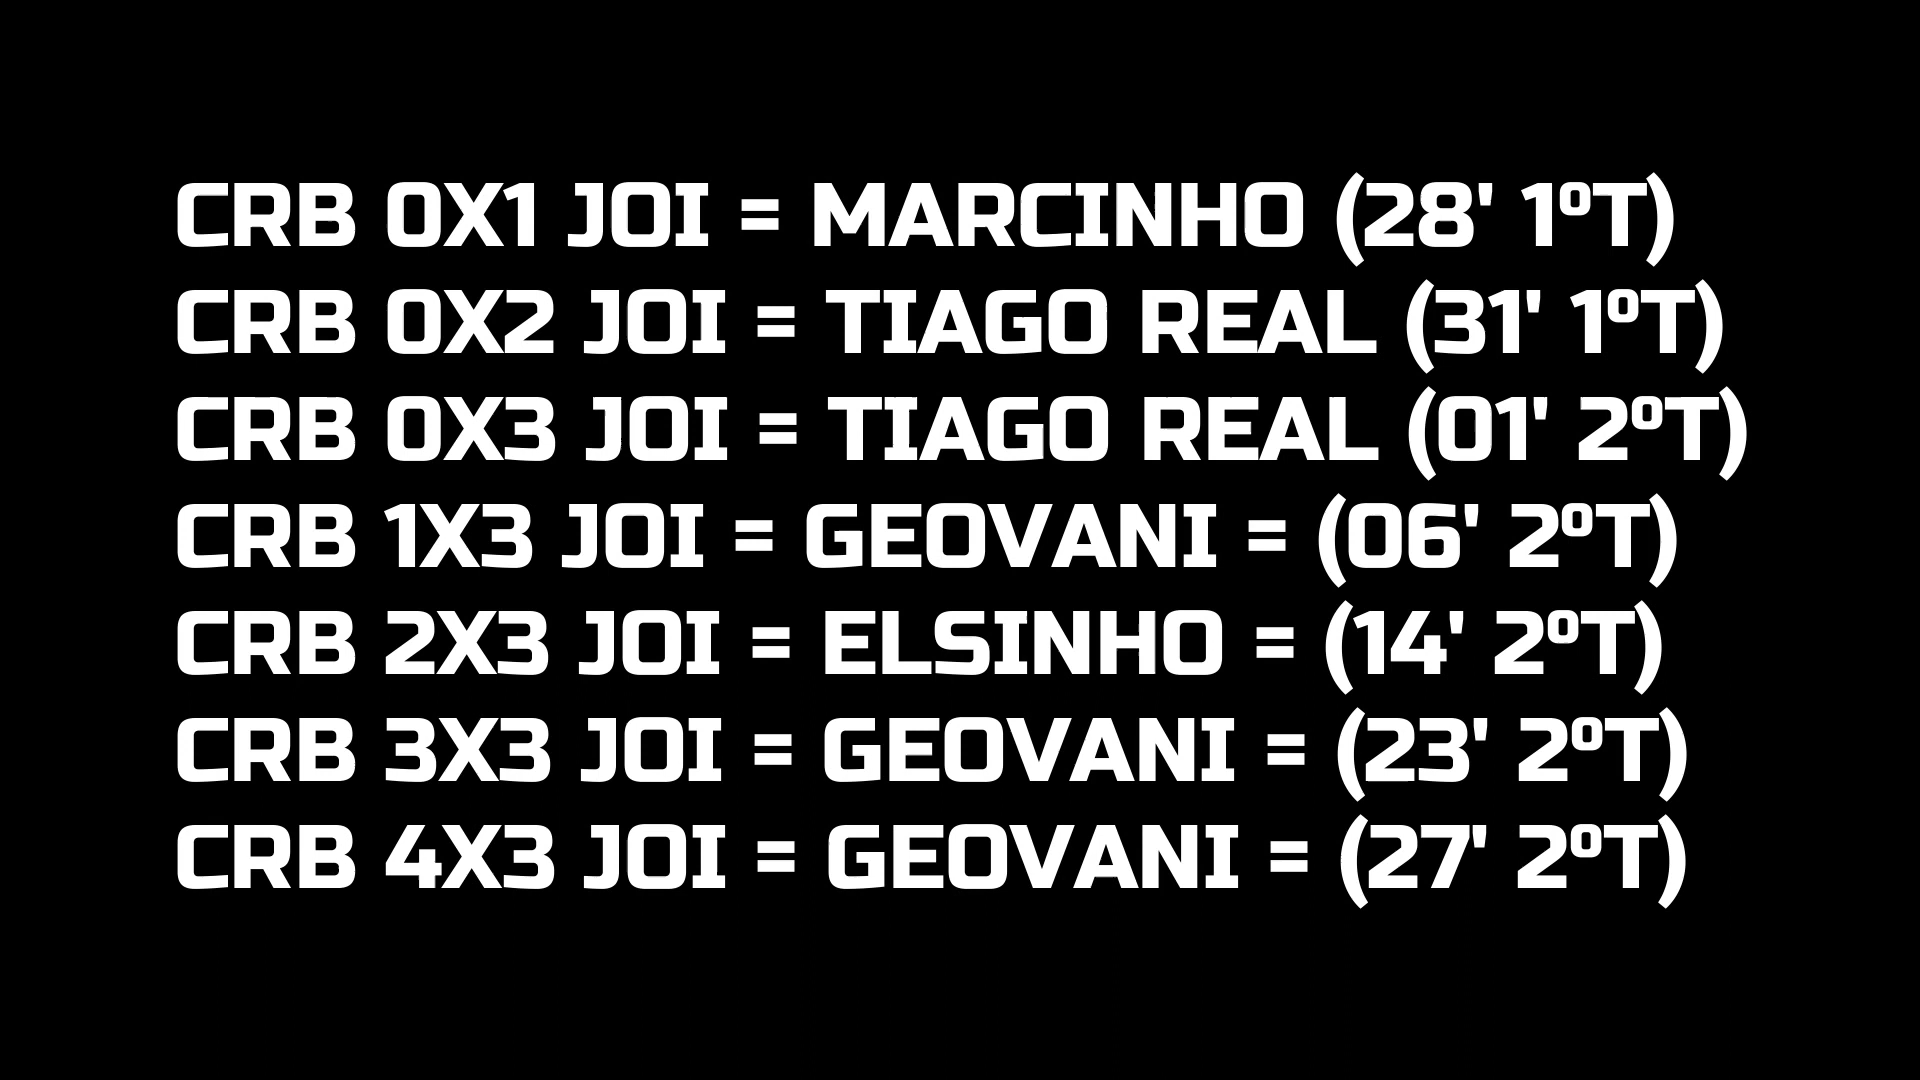 CRB 0X1 JOI = MARCINHO (28' 1ºT)
CRB 0X2 JOI = TIAGO REAL (31' 1ºT)
CRB 0X3 JOI = TIAGO REAL (01' 2ºT)
CRB 1X3 JOI = GEOVANI = (06' 2ºT)
CRB 2X3 JOI = ELSINHO = (14' 2ºT)
CRB 3X3 JOI = GEOVANI = (23' 2ºT)
CRB 4X3 JOI = GEOVANI = (27' 2ºT)